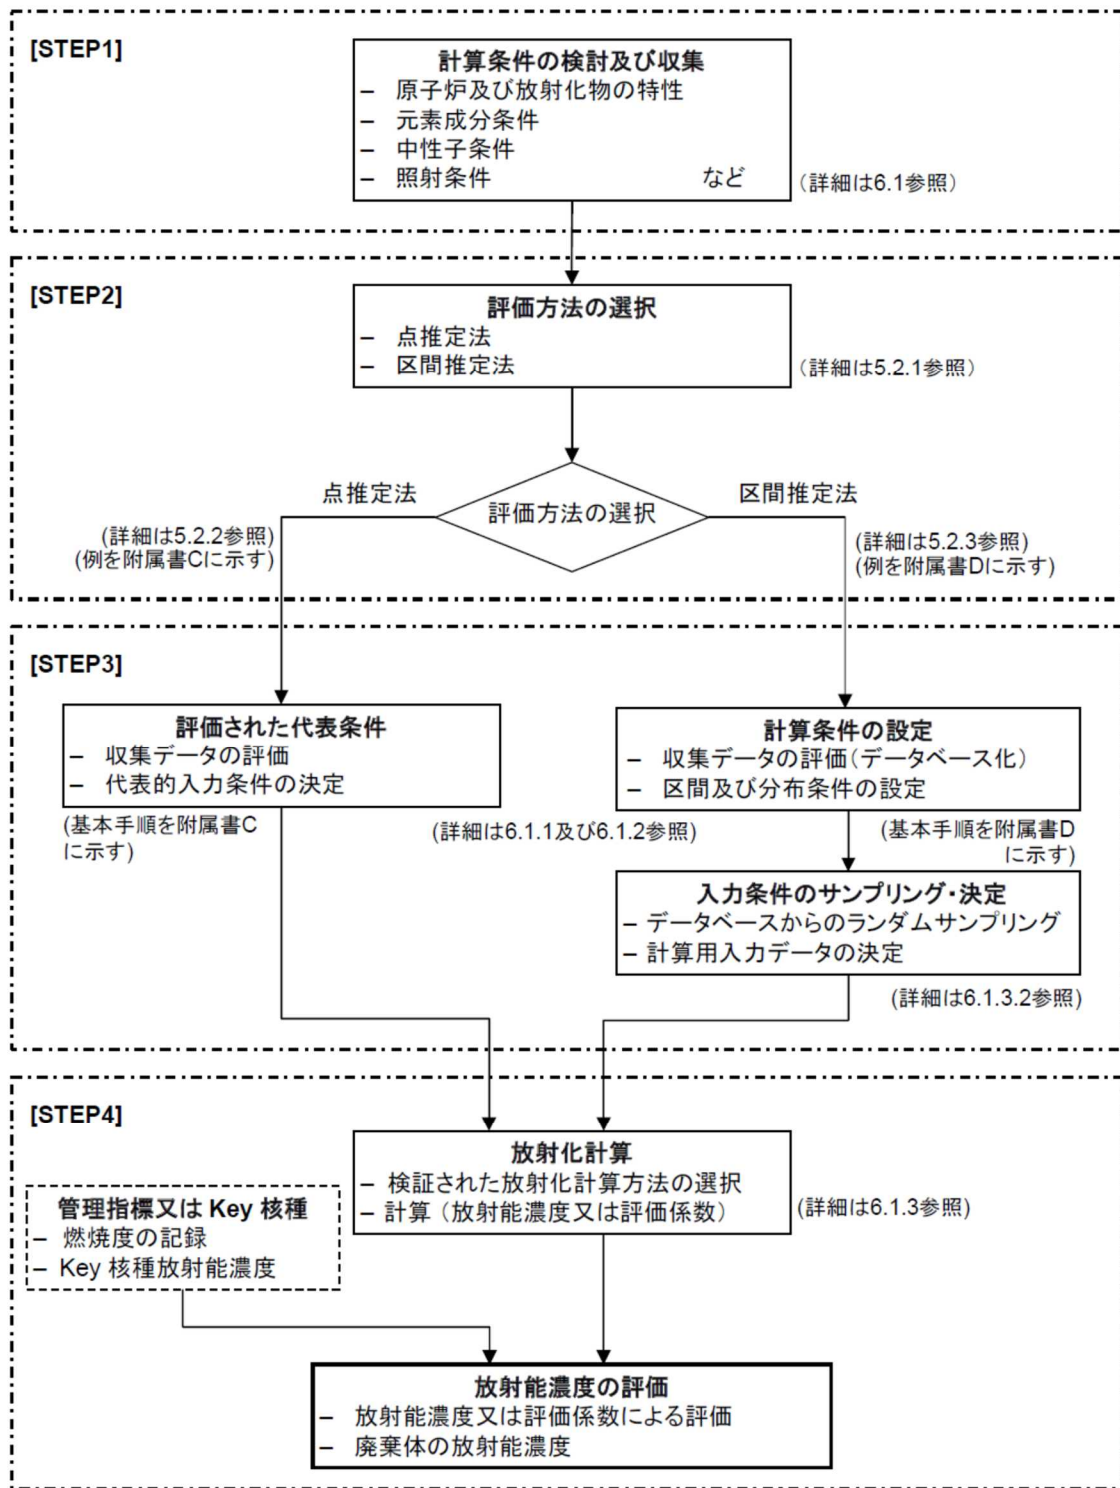 [STEP1]
計算条件の検討及び収集
– 原子炉及び放射化物の特性
– 元素成分条件
– 中性子条件
– 照射条件 など
(詳細は6.1参照)
[STEP2]
評価方法の選択
– 点推定法
– 区間推定法
(詳細は5.2.1参照)
評価方法の選択
点推定法
(詳細は5.2.2参照)
(例を附属書Cに示す)
区間推定法
(詳細は5.2.3参照)
(例を附属書Dに示す)
[STEP3]
評価された代表条件
– 収集データの評価
– 代表的入力条件の決定
(基本手順を附属書C
に示す)
(詳細は6.1.1及び6.1.2参照)
計算条件の設定
– 収集データの評価(データベース化)
– 区間及び分布条件の設定
(基本手順を附属書D
に示す)
入力条件のサンプリング・決定
– データベースからのランダムサンプリング
– 計算用入力データの決定
(詳細は6.1.3.2参照)
[STEP4]
放射化計算
– 検証された放射化計算方法の選択
– 計算(放射能濃度又は評価係数)
(詳細は6.1.3参照)
管理指標又は Key 核種
– 燃焼度の記録
– Key 核種放射能濃度
放射能濃度の評価
– 放射能濃度又は評価係数による評価
– 廃棄体の放射能濃度